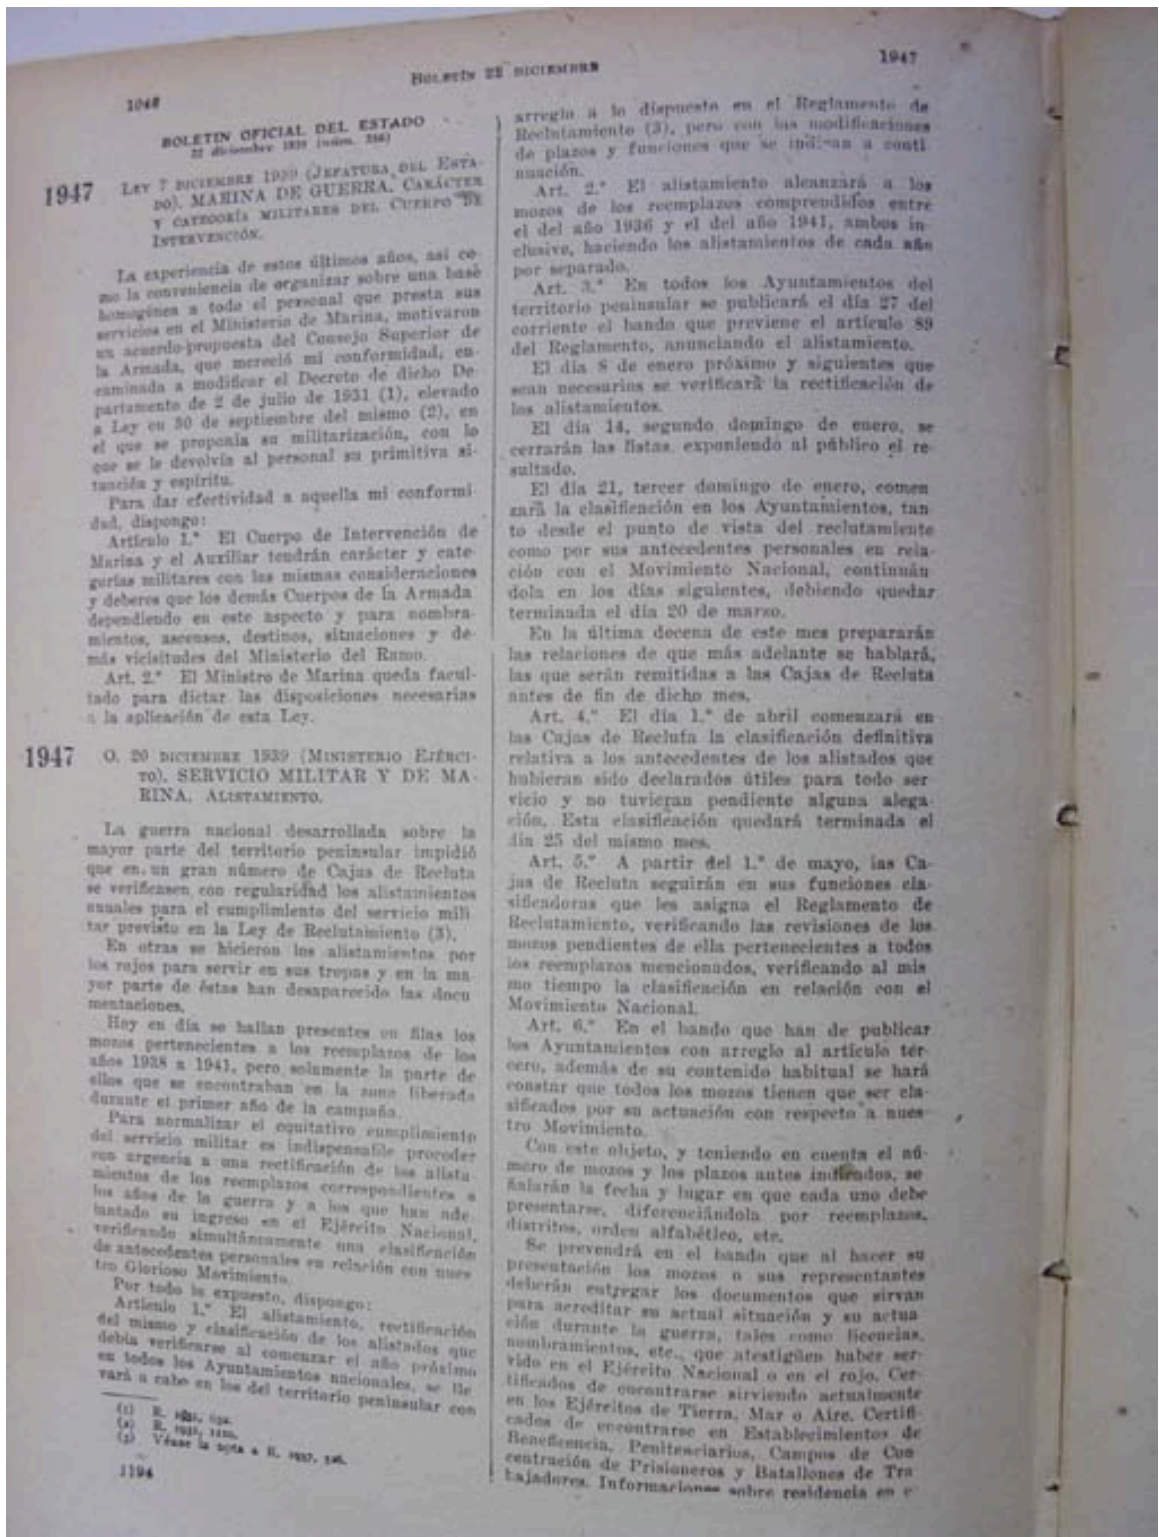 1946
BOLETÍN 22 DICIEMBRE
1947
BOLETIN OFICIAL DEL ESTADO
22 diciembre 1939 (núm. 356)
1947 LEY 7 DICIEMBRE 1939 (JEFATURA DEL ESTA-
DO). MARINA DE GUERRA. CARÁCTER
Y CATEGORÍA MILITARES DEL CUERPO DE
INTERVENCIÓN.
La experiencia de estos últimos años, así co-
mo la conveniencia de organizar sobre una base
homogénea a todo el personal que presta sus
servicios en el Ministerio de Marina, motivaron
un acuerdo-propuesta del Consejo Superior de
la Armada, que mereció mi conformidad, en-
caminada a modificar el Decreto de dicho De-
partamento de 2 de julio de 1931 (1), elevado
a Ley en 30 de septiembre del mismo (2), en
el que se proponía su militarización, con lo
que se le devolvía al personal su primitiva si-
tuación y espíritu.
Para dar efectividad a aquella mi conformi-
dad, dispongo:
Artículo 1.º El Cuerpo de Intervención de
Marina y el Auxiliar tendrán carácter y cate-
gorías militares con las mismas consideraciones
y deberes que los demás Cuerpos de la Armada
dependiendo en este aspecto y para nombra-
mientos, ascensos, destinos, situaciones y de-
más vicisitudes del Ministerio del Ramo.
Art. 2.º El Ministro de Marina queda facul-
tado para dictar las disposiciones necesarias
a la aplicación de esta Ley.
1947 O. 20 DICIEMBRE 1939 (MINISTERIO EJÉRCI-
TO). SERVICIO MILITAR Y DE MA-
RINA. ALISTAMIENTO.
La guerra nacional desarrollada sobre la
mayor parte del territorio peninsular impidió
que en un gran número de Cajas de Recluta
se verificasen con regularidad los alistamientos
anuales para el cumplimiento del servicio mili-
tar previsto en la Ley de Reclutamiento (3).
En otras se hicieron los alistamientos por
los rojos para servir en sus tropas y en la ma
yor parte de éstas han desaparecido las docu
mentaciones.
Hoy en día se hallan presentes en filas los
mozos pertenecientes a los reemplazos de los
años 1938 a 1941, pero solamente la parte de
ellos que se encontraban en la zona liberada
durante el primer año de la campaña.
Para normalizar el equitativo cumplimiento
del servicio militar es indispensable proceder
con urgencia a una rectificación de los alista-
mientos de los reemplazos correspondientes a
los años de la guerra y a los que han ade-
lantado su ingreso en el Ejército Nacional,
verificando simultáneamente una clasificación
de antecedentes personales en relación con nues
tro Glorioso Movimiento.
Por todo lo expuesto, dispongo:
Artículo 1.º El alistamiento, rectificación
del mismo y clasificación de los alistados que
debía verificarse al comenzar el año próximo
en todos los Ayuntamientos nacionales, se lle
vará a cabo en los del territorio peninsular con
(1) R. 1931,
(2) R. 1931,
(3) Véase la nota a R. 1937,
1194
arreglo a lo dispuesto en el Reglamento de
Reclutamiento (3), pero con las modificaciones
de plazos y funciones que se indican a conti
nuación.
Art. 2.º El alistamiento alcanzará a los
mozos de los reemplazos comprendidos entre
el del año 1936 y el del año 1941, ambos in-
clusive, haciendo los alistamientos de cada año
por separado.
Art. 3.º En todos los Ayuntamientos del
territorio peninsular se publicará el día 27 del
corriente el bando que previene el artículo 89
del Reglamento, anunciando el alistamiento.
El día 8 de enero próximo y siguientes que
sean necesarios se verificará la rectificación de
los alistamientos.
El día 14, segundo domingo de enero, se
cerrarán las listas exponiendo al público el re-
sultado.
El día 21, tercer domingo de enero, comen
zará la clasificación en los Ayuntamientos, tan
to desde el punto de vista del reclutamiento
como por sus antecedentes personales en rela-
ción con el Movimiento Nacional, continuán
dola en los días siguientes, debiendo quedar
terminada el día 20 de marzo.
En la última decena de este mes prepararán
las relaciones de que más adelante se hablará,
las que serán remitidas a las Cajas de Recluta
antes de fin de dicho mes.
Art. 4.º El día 1.º de abril comenzará en
las Cajas de Recluta la clasificación definitiva
relativa a los antecedentes de los alistados que
hubieran sido declarados útiles para todo ser
vicio y no tuvieran pendiente alguna alega
ción. Esta clasificación quedará terminada el
día 25 del mismo mes.
Art. 5.º A partir del 1.º de mayo, las Ca-
jas de Recluta seguirán en sus funciones cla-
sificadoras que les asigna el Reglamento de
Reclutamiento, verificando las revisiones de los
mozos pendientes de ella pertenecientes a todos
los reemplazos mencionados, verificando al mis
mo tiempo la clasificación en relación con el
Movimiento Nacional.
Art. 6.º En el bando que han de publicar
los Ayuntamientos con arreglo al artículo ter-
cero, además de su contenido habitual se hará
constar que todos los mozos tienen que ser cla-
sificados por su actuación con respecto a nues
tro Movimiento.
Con este objeto, y teniendo en cuenta el nú-
mero de mozos y los plazos antes indicados, se
ñalarán la fecha y lugar en que cada uno debe
presentarse, diferenciándola por reemplazos,
distritos, orden alfabético, etc.
Se prevendrá en el bando que al hacer su
presentación los mozos o sus representantes
deberán entregar los documentos que sirvan
para acreditar su actual situación y su actua
ción durante la guerra, tales como licencias,
nombramientos, etc., que atestigüen haber ser-
vido en el Ejército Nacional o en el rojo. Cer-
tificados de encontrarse sirviendo actualmente
en los Ejércitos de Tierra, Mar o Aire. Certifi-
cados de encontrarse en Establecimientos de
Beneficencia, Penitenciarios, Campos de Con
centración de Prisioneros y Batallones de Tra
bajadores. Informaciones sobre residencia en